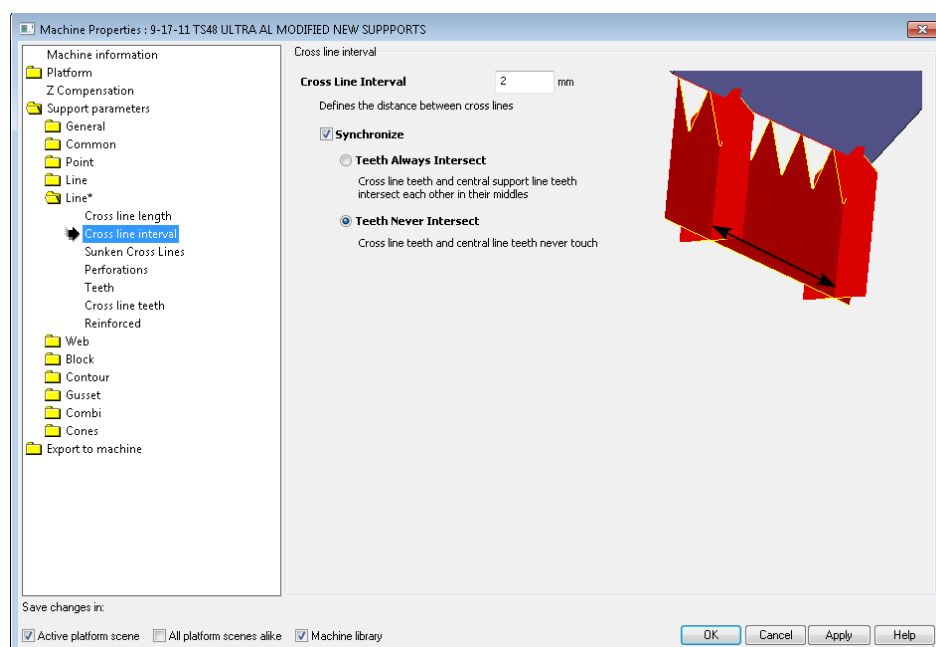 Machine Properties : 9-17-11 TS48 ULTRA AL MODIFIED NEW SUPPPORTS
Machine information
Platform
Z Compensation
Support parameters
General
Common
Point
Line
Line*
Cross line length
Cross line interval
Sunken Cross Lines
Perforations
Teeth
Cross line teeth
Reinforced
Web
Block
Contour
Gusset
Combi
Cones
Export to machine
Cross line interval
Cross Line Interval 2 mm
Defines the distance between cross lines
Synchronize
Teeth Always Intersect
Cross line teeth and central support line teeth
intersect each other in their middles
Teeth Never Intersect
Cross line teeth and central line teeth never touch
Save changes in:
Active platform scene All platform scenes alike Machine library
OK Cancel Apply Help